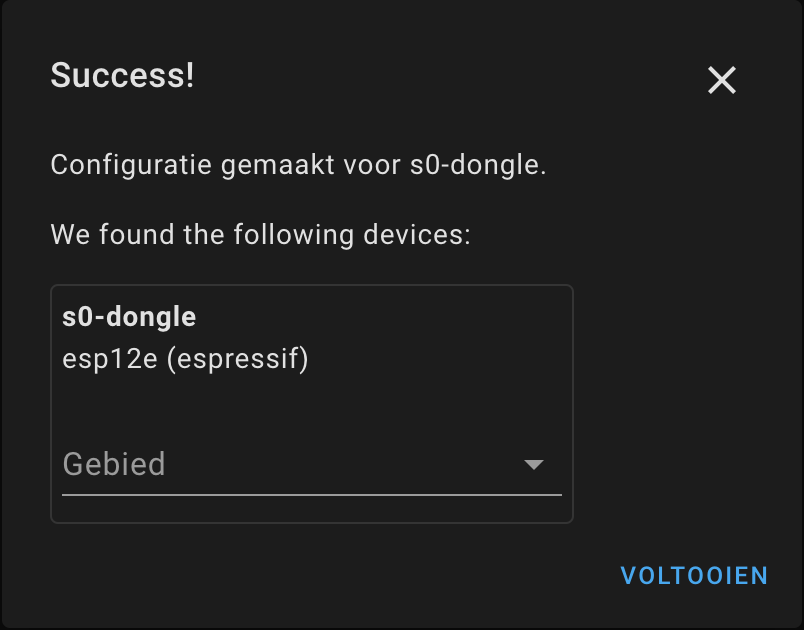 Success!
Configuratie gemaakt voor s0-dongle.
We found the following devices:
s0-dongle
esp12e (espressif)
Gebied
VOLTOOIEN